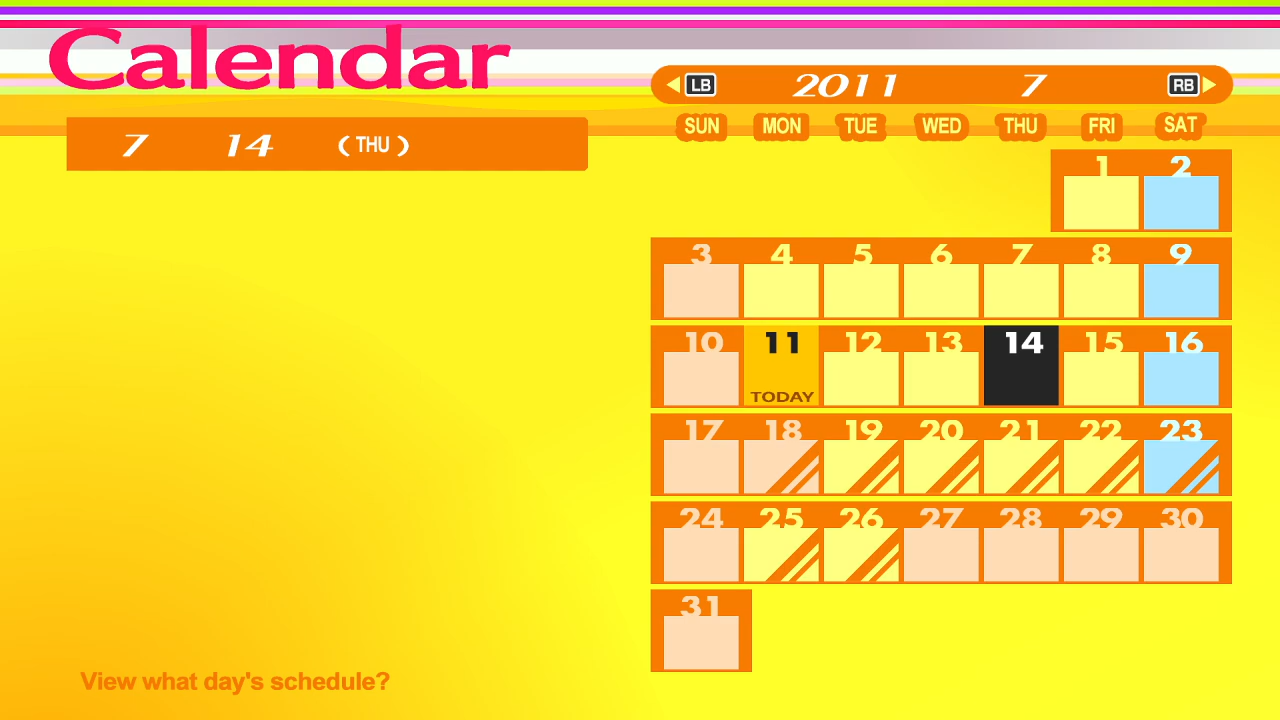 Calendar
LB 2011 7 RB
7 14 (THU)
SUN MON TUE WED THU FRI SAT
1 2
3 4 5 6 7 8 9
10 11 12 13 14 15 16
TODAY
17 18 19 20 21 22 23
24 25 26 27 28 29 30
31
View what day's schedule?